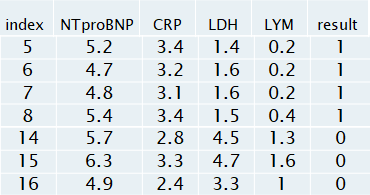 index NTproBNP CRP LDH LYM result
5 5.2 3.4 1.4 0.2 1
6 4.7 3.2 1.6 0.2 1
7 4.8 3.1 1.6 0.2 1
8 5.4 3.4 1.5 0.4 1
14 5.7 2.8 4.5 1.3 0
15 6.3 3.3 4.7 1.6 0
16 4.9 2.4 3.3 1 0